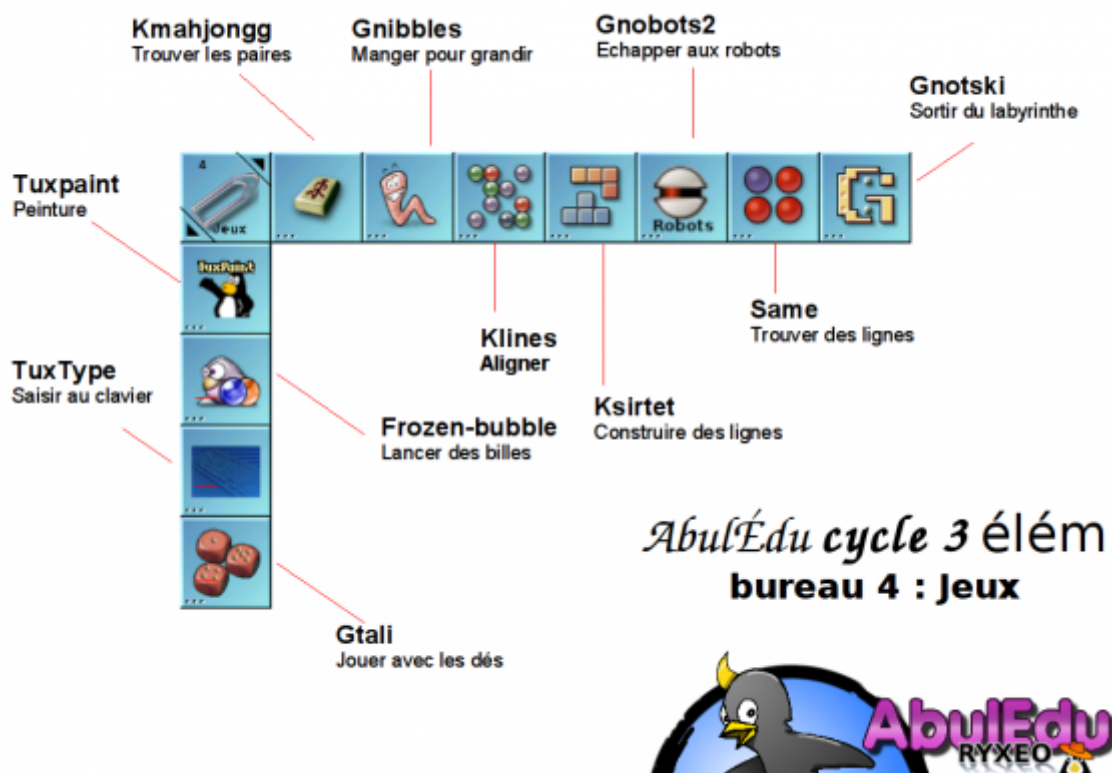 Kmahjongg
Trouver les paires
Gnibbles
Manger pour grandir
Gnobots2
Echapper aux robots
Gnotski
Sortir du labyrinthe
Tuxpaint
Peinture
4
Jeux
Robots
TuxPaint
Same
Trouver des lignes
Klines
Aligner
TuxType
Saisir au clavier
Ksirtet
Construire des lignes
Frozen-bubble
Lancer des billes
AbulÉdu cycle 3 élém
bureau 4 : Jeux
Gtali
Jouer avec les dés
AbulEdu
RYXEO